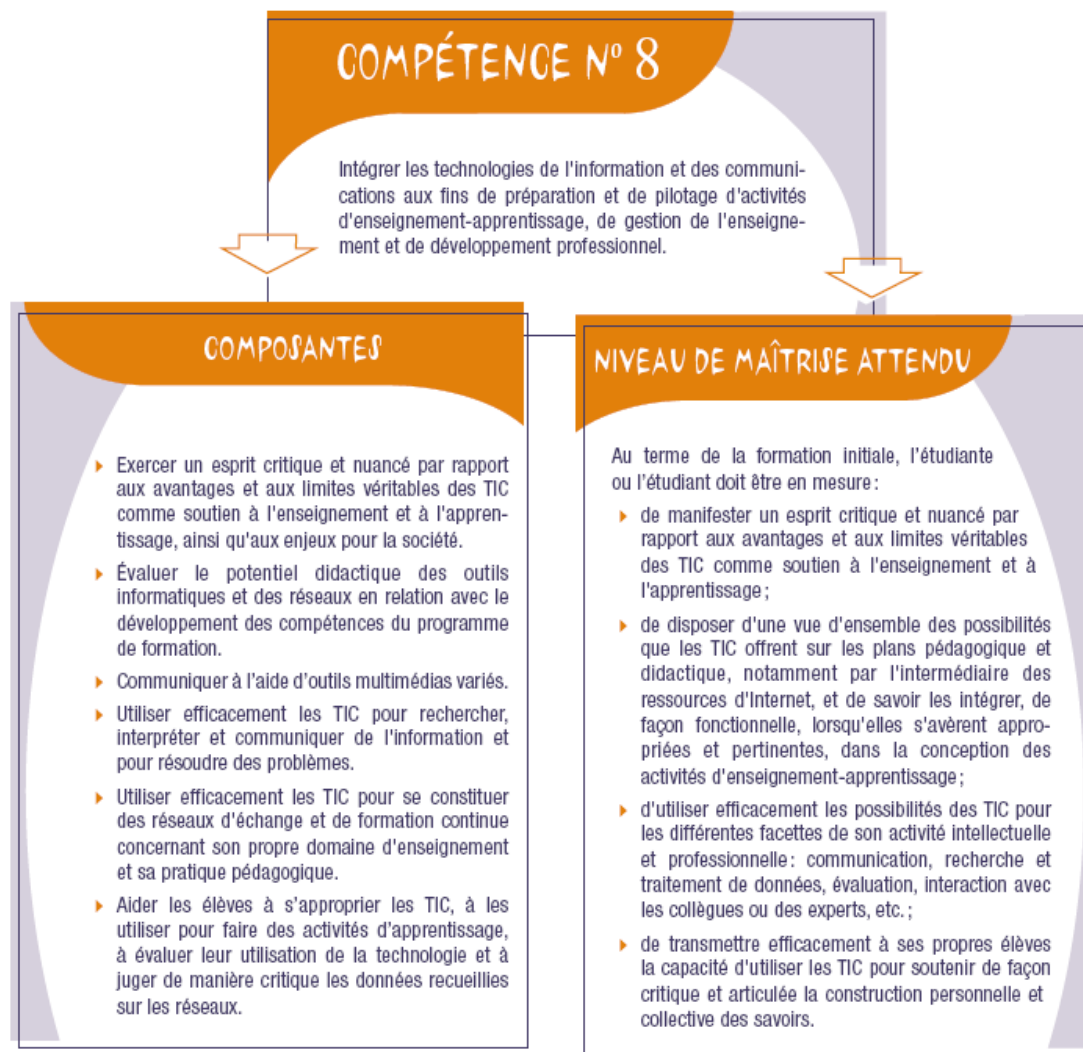 COMPÉTENCE Nº 8
Intégrer les technologies de l'information et des communi-
cations aux fins de préparation et de pilotage d'activités
d'enseignement-apprentissage, de gestion de l'enseigne-
ment et de développement professionnel.
COMPOSANTES
▸ Exercer un esprit critique et nuancé par rapport
aux avantages et aux limites véritables des TIC
comme soutien à l'enseignement et à l'appren-
tissage, ainsi qu'aux enjeux pour la société.
▸ Évaluer le potentiel didactique des outils
informatiques et des réseaux en relation avec le
développement des compétences du programme
de formation.
▸ Communiquer à l'aide d'outils multimédias variés.
▸ Utiliser efficacement les TIC pour rechercher,
interpréter et communiquer de l'information et
pour résoudre des problèmes.
▸ Utiliser efficacement les TIC pour se constituer
des réseaux d'échange et de formation continue
concernant son propre domaine d'enseignement
et sa pratique pédagogique.
▸ Aider les élèves à s'approprier les TIC, à les
utiliser pour faire des activités d'apprentissage,
à évaluer leur utilisation de la technologie et à
juger de manière critique les données recueillies
sur les réseaux.
NIVEAU DE MAÎTRISE ATTENDU
Au terme de la formation initiale, l'étudiante
ou l'étudiant doit être en mesure :
▸ de manifester un esprit critique et nuancé par
rapport aux avantages et aux limites véritables
des TIC comme soutien à l'enseignement et à
l'apprentissage ;
▸ de disposer d'une vue d'ensemble des possibilités
que les TIC offrent sur les plans pédagogique et
didactique, notamment par l'intermédiaire des
ressources d'Internet, et de savoir les intégrer, de
façon fonctionnelle, lorsqu'elles s'avèrent appro-
priées et pertinentes, dans la conception des
activités d'enseignement-apprentissage ;
▸ d'utiliser efficacement les possibilités des TIC pour
les différentes facettes de son activité intellectuelle
et professionnelle : communication, recherche et
traitement de données, évaluation, interaction avec
les collègues ou des experts, etc. ;
▸ de transmettre efficacement à ses propres élèves
la capacité d'utiliser les TIC pour soutenir de façon
critique et articulée la construction personnelle et
collective des savoirs.